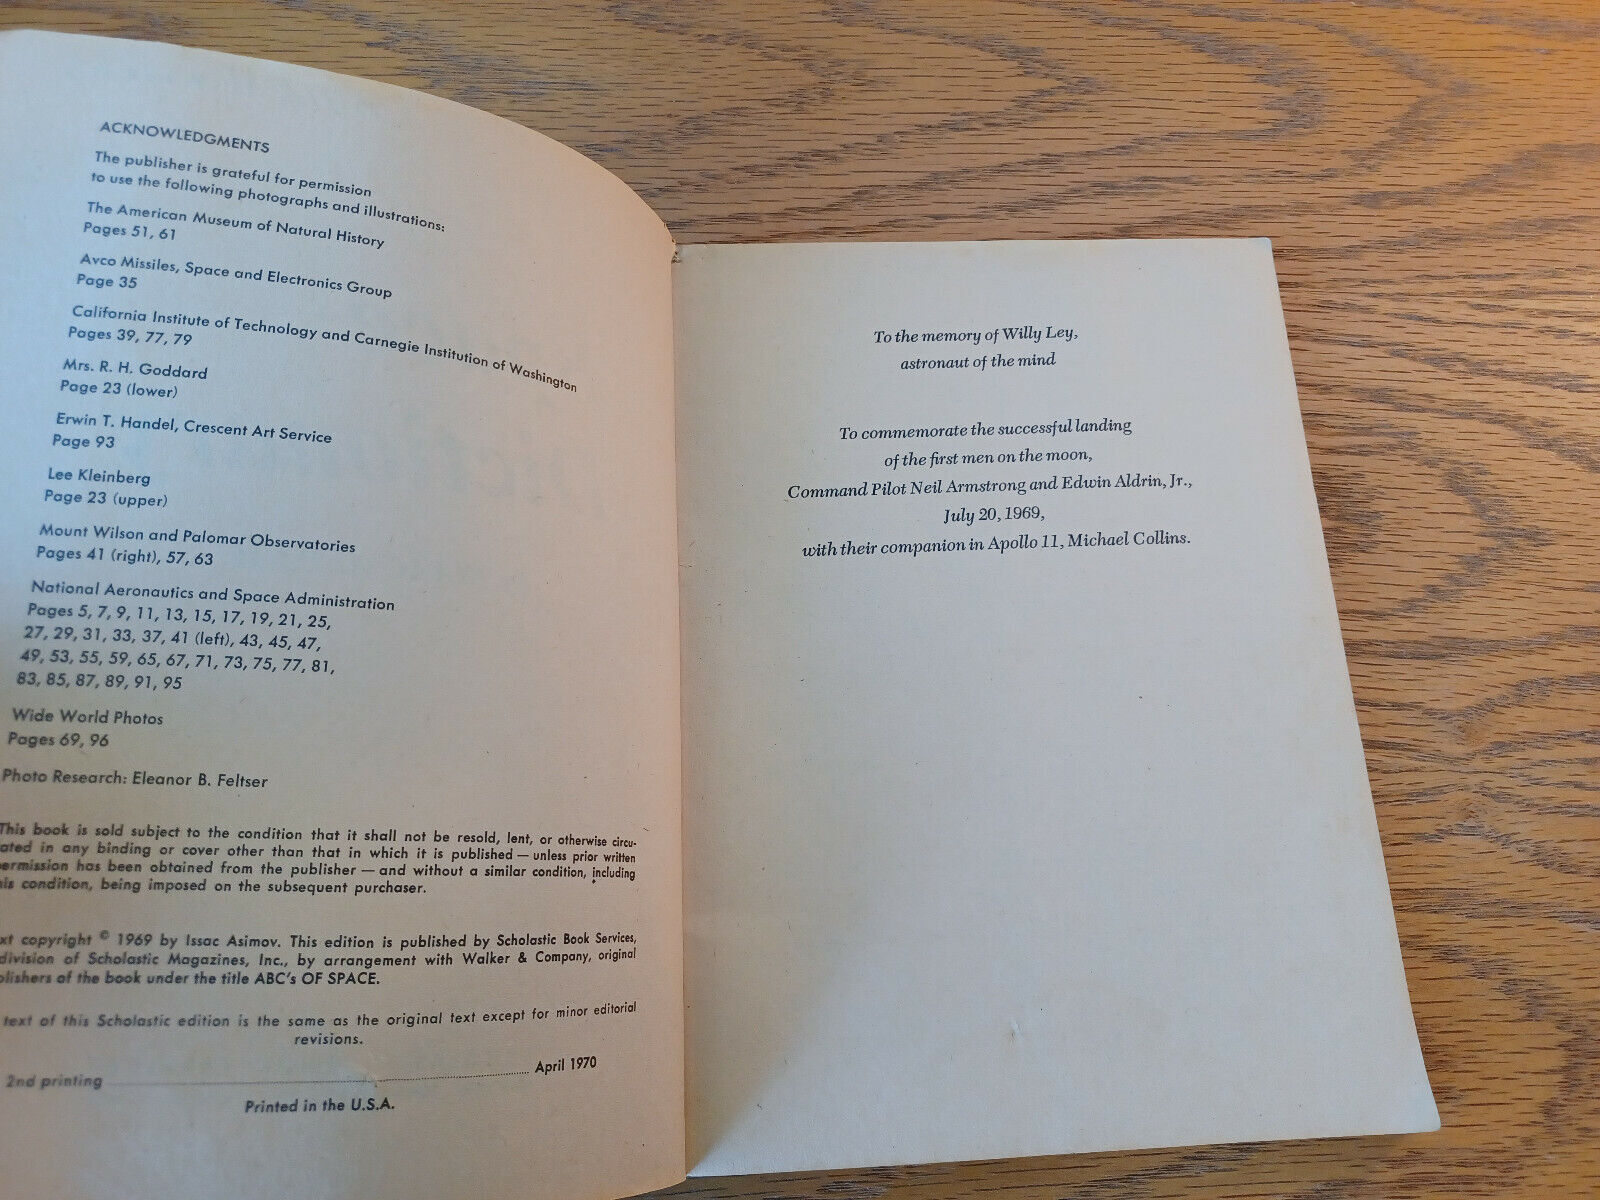 ACKNOWLEDGMENTS
The publisher is grateful for permission
to use the following photographs and illustrations:
The American Museum of Natural History
Pages 51, 61
Avco Missiles, Space and Electronics Group
Page 35
California Institute of Technology and Carnegie Institution of Washington
Pages 39, 77, 79
Mrs. R. H. Goddard
Page 23 (lower)
Erwin T. Handel, Crescent Art Service
Page 93
Lee Kleinberg
Page 23 (upper)
Mount Wilson and Palomar Observatories
Pages 41 (right), 57, 63
National Aeronautics and Space Administration
Pages 5, 7, 9, 11, 13, 15, 17, 19, 21, 25,
27, 29, 31, 33, 37, 41 (left), 43, 45, 47,
49, 53, 55, 59, 65, 67, 71, 73, 75, 77, 81,
83, 85, 87, 89, 91, 95
Wide World Photos
Pages 69, 96
Photo Research: Eleanor B. Feltser
This book is sold subject to the condition that it shall not be resold, lent, or otherwise circu-
ated in any binding or cover other than that in which it is published — unless prior written
ermission has been obtained from the publisher — and without a similar condition, including
is condition, being imposed on the subsequent purchaser.
xt copyright © 1969 by Issac Asimov. This edition is published by Scholastic Book Services,
division of Scholastic Magazines, Inc., by arrangement with Walker & Company, original
blishers of the book under the title ABC's OF SPACE.
text of this Scholastic edition is the same as the original text except for minor editorial
revisions.
2nd printing April 1970
Printed in the U.S.A.
To the memory of Willy Ley,
astronaut of the mind
To commemorate the successful landing
of the first men on the moon,
Command Pilot Neil Armstrong and Edwin Aldrin, Jr.,
July 20, 1969,
with their companion in Apollo 11, Michael Collins.